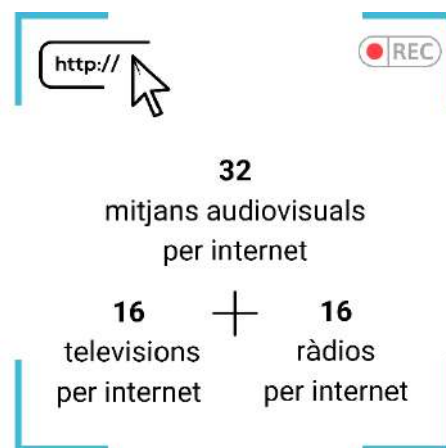 http://
REC
32
mitjans audiovisuals
per internet
16
televisions
per internet
16
ràdios
per internet